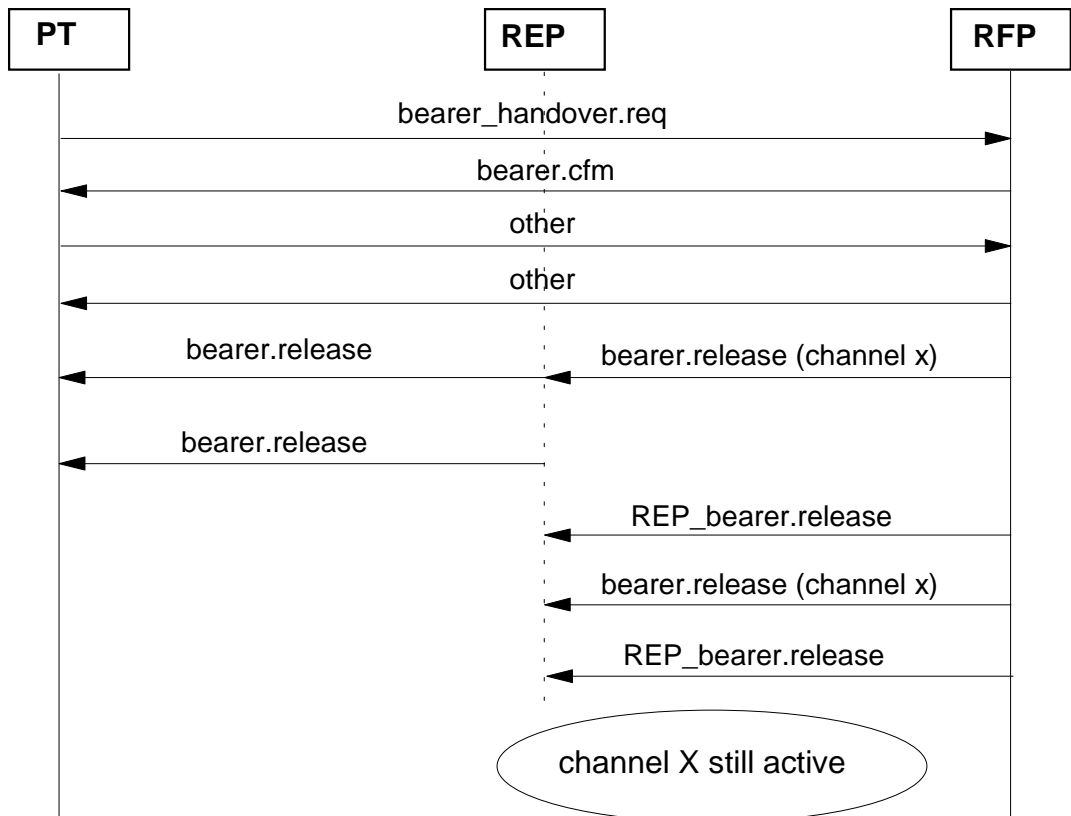 PT
REP
RFP
bearer_handover.req
bearer.cfm
other
other
bearer.release
bearer.release (channel x)
bearer.release
REP_bearer.release
bearer.release (channel x)
REP_bearer.release
channel X still active